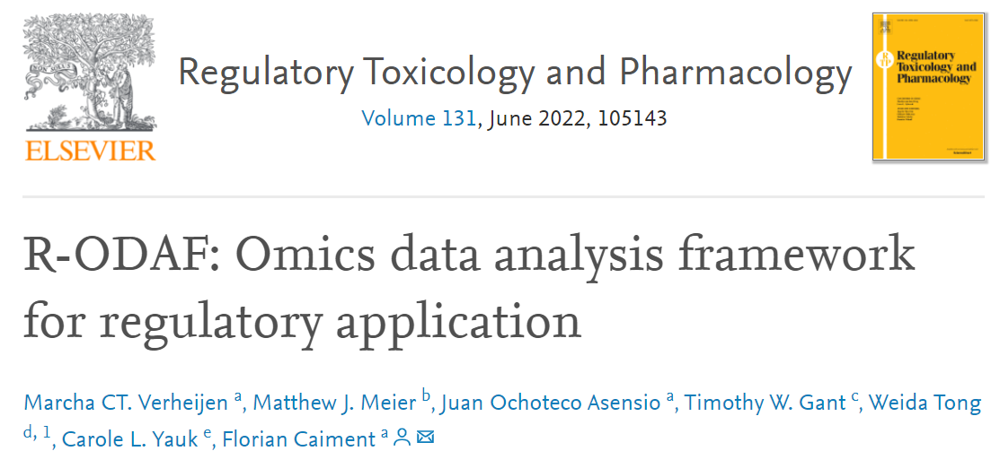 Regulatory Toxicology and Pharmacology
Volume 131, June 2022, 105143
ELSEVIER
Regulatory
Toxicology and
Pharmacology
R-ODAF: Omics data analysis framework
for regulatory application
Marcha CT. Verheijen a, Matthew J. Meier b, Juan Ochoteco Asensio a, Timothy W. Gant c, Weida Tong
d, 1, Carole L. Yauk e, Florian Caiment a